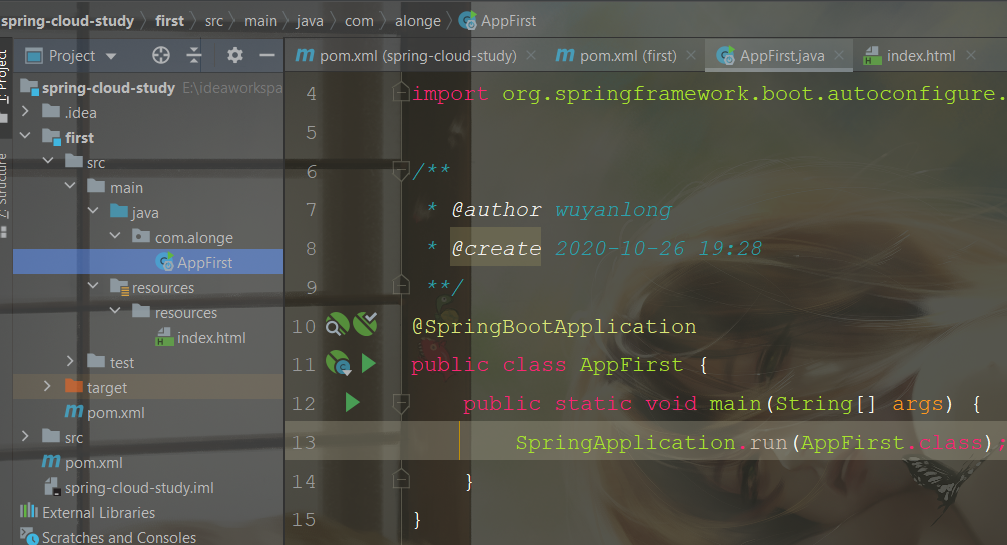 spring-cloud-study first src main java com alonge AppFirst
1: Project
7: Structure
Project
spring-cloud-study E:\ideaworkspa
.idea
first
src
main
java
com.alonge
AppFirst
resources
resources
index.html
test
target
pom.xml
src
pom.xml
spring-cloud-study.iml
External Libraries
Scratches and Consoles
pom.xml (spring-cloud-study) pom.xml (first) AppFirst.java index.html
4 import org.springframework.boot.autoconfigure.
5
6 /**
7 * @author wuyanlong
8 * @create 2020-10-26 19:28
9 **/
10 @SpringBootApplication
11 public class AppFirst {
12 public static void main(String[] args) {
13 SpringApplication.run(AppFirst.class);
14 }
15 }